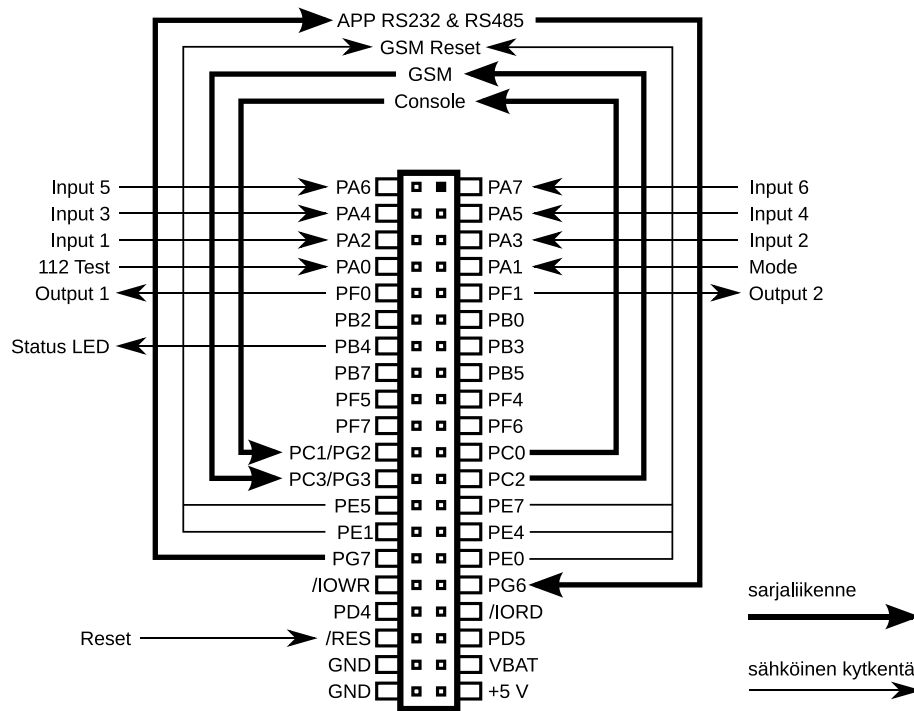 APP RS232 & RS485
GSM Reset
GSM
Console
Input 5 PA6 PA7 Input 6
Input 3 PA4 PA5 Input 4
Input 1 PA2 PA3 Input 2
112 Test PA0 PA1 Mode
Output 1 PF0 PF1 Output 2
PB2 PB0
Status LED PB4 PB3
PB7 PB5
PF5 PF4
PF7 PF6
PC1/PG2 PC0
PC3/PG3 PC2
PE5 PE7
PE1 PE4
PG7 PE0
/IOWR PG6
PD4 /IORD
Reset /RES PD5
GND VBAT
GND +5 V
sarjaliikenne
sähköinen kytkentä